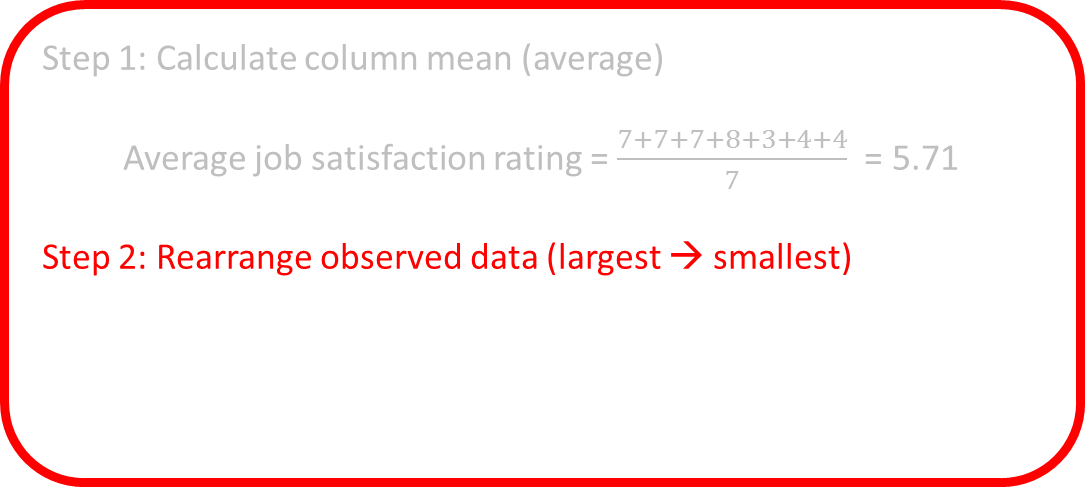 Step 1: Calculate column mean (average)
Average job satisfaction rating = \frac{7+7+7+8+3+4+4}{7} = 5.71
Step 2: Rearrange observed data (largest → smallest)